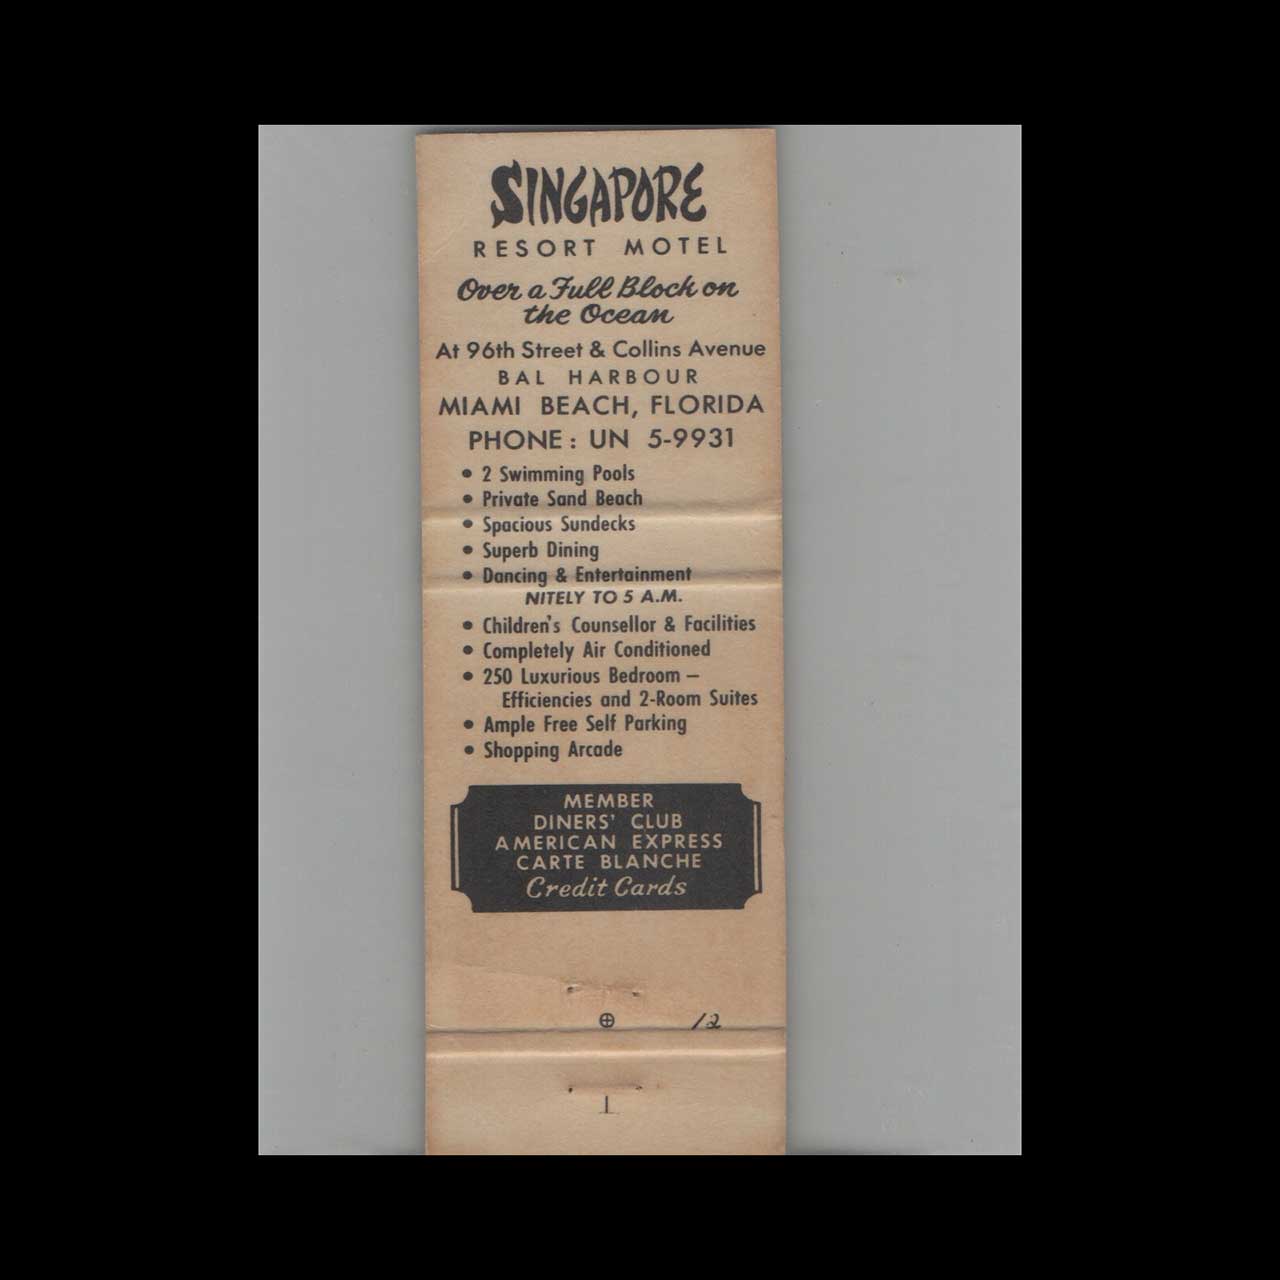 SINGAPORE
RESORT MOTEL
Over a Full Block on
the Ocean
At 96th Street & Collins Avenue
BAL HARBOUR
MIAMI BEACH, FLORIDA
PHONE: UN 5-9931
• 2 Swimming Pools
• Private Sand Beach
• Spacious Sundecks
• Superb Dining
• Dancing & Entertainment
NITELY TO 5 A.M.
• Children's Counsellor & Facilities
• Completely Air Conditioned
• 250 Luxurious Bedroom –
Efficiencies and 2-Room Suites
• Ample Free Self Parking
• Shopping Arcade
MEMBER
DINERS' CLUB
AMERICAN EXPRESS
CARTE BLANCHE
Credit Cards
12